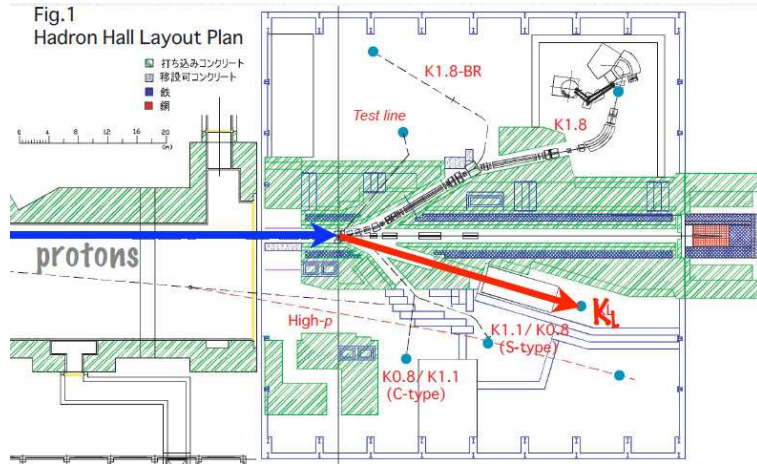 Fig.1
Hadron Hall Layout Plan
打ち込みコンクリート
移設可コンクリート
鉄
銅
0 4 8 12 16 20
(m)
K1.8-BR
Test line
K1.8
protons
KL
High-p
K1.1/ K0.8
(S-type)
K0.8/ K1.1
(C-type)